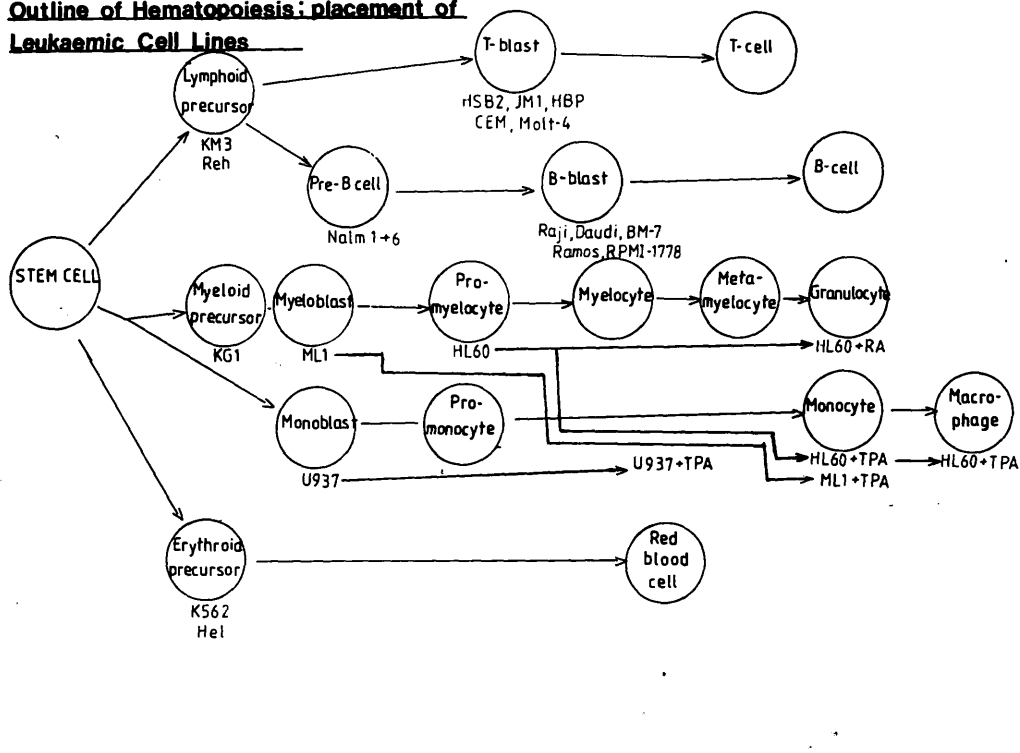 Outline of Hematopoiesis; placement of
Leukaemic Cell Lines
T-blast
T-cell
Lymphoid
precursor
HSB2, JM1, HBP
CEM, Molt-4
KM3
Reh
Pre-B cell
B-blast
B-cell
Nalm 1+6
Raji, Daudi, BM-7
Ramos, RPMI-1778
STEM CELL
Myeloid
precursor
Myeloblast
Pro-
myelocyte
Myelocyte
Meta-
myelocyte
Granulocyte
KG1
ML1
HL60
HL60+RA
Monoblast
Pro-
monocyte
Monocyte
Macro-
phage
U937
U937+TPA
HL60+TPA
HL60+TPA
ML1+TPA
Erythroid
precursor
Red
blood
cell
K562
Hel